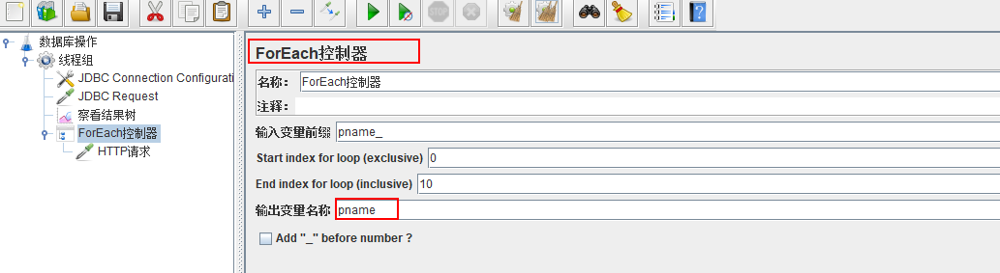 STOP
?
数据库操作
线程组
JDBC Connection Configurati
JDBC Request
察看结果树
ForEach控制器
HTTP请求
ForEach控制器
名称： ForEach控制器
注释：
输入变量前缀 pname_
Start index for loop (exclusive) 0
End index for loop (inclusive) 10
输出变量名称 pname
Add "_" before number ?